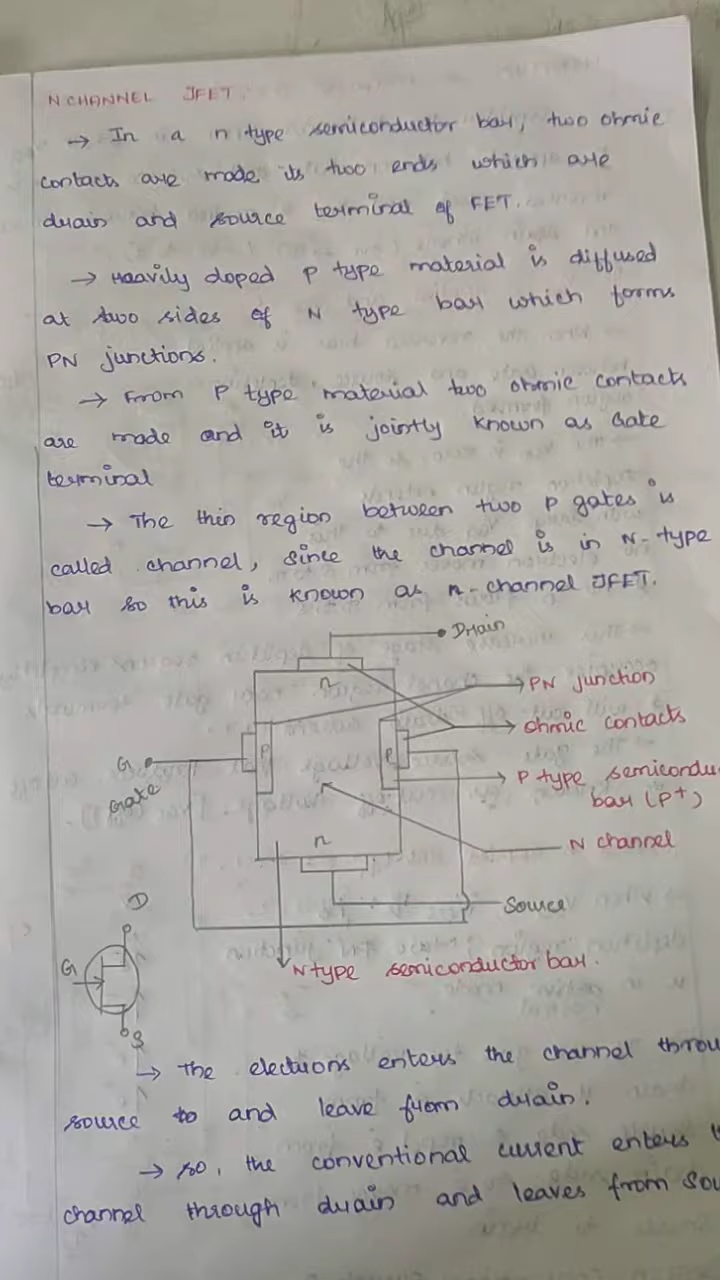 N CHANNEL JFET.
→ In a n type semiconductor bar, two ohmic
contacts are made its two ends which are
drain and source terminal of FET.
→ Heavily doped P type material is diffused
at two sides of N type bar which forms
PN junctions.
→ From P type material two ohmic contacts
are made and it is jointly known as Gate
terminal
→ The thin region between two P gates is
called channel, since the channel is in N-type
bar so this is known as n-channel JFET.
Drain
n
PN junction
ohmic contacts
P
P
G
Gate
P type semicondu
bar (P+)
n
N channel
Source
D
G
N type semiconductor bar.
S
→ The electrons enters the channel throu
source to and leave from drain.
→ so, the conventional current enters
channel through drain and leaves from sou